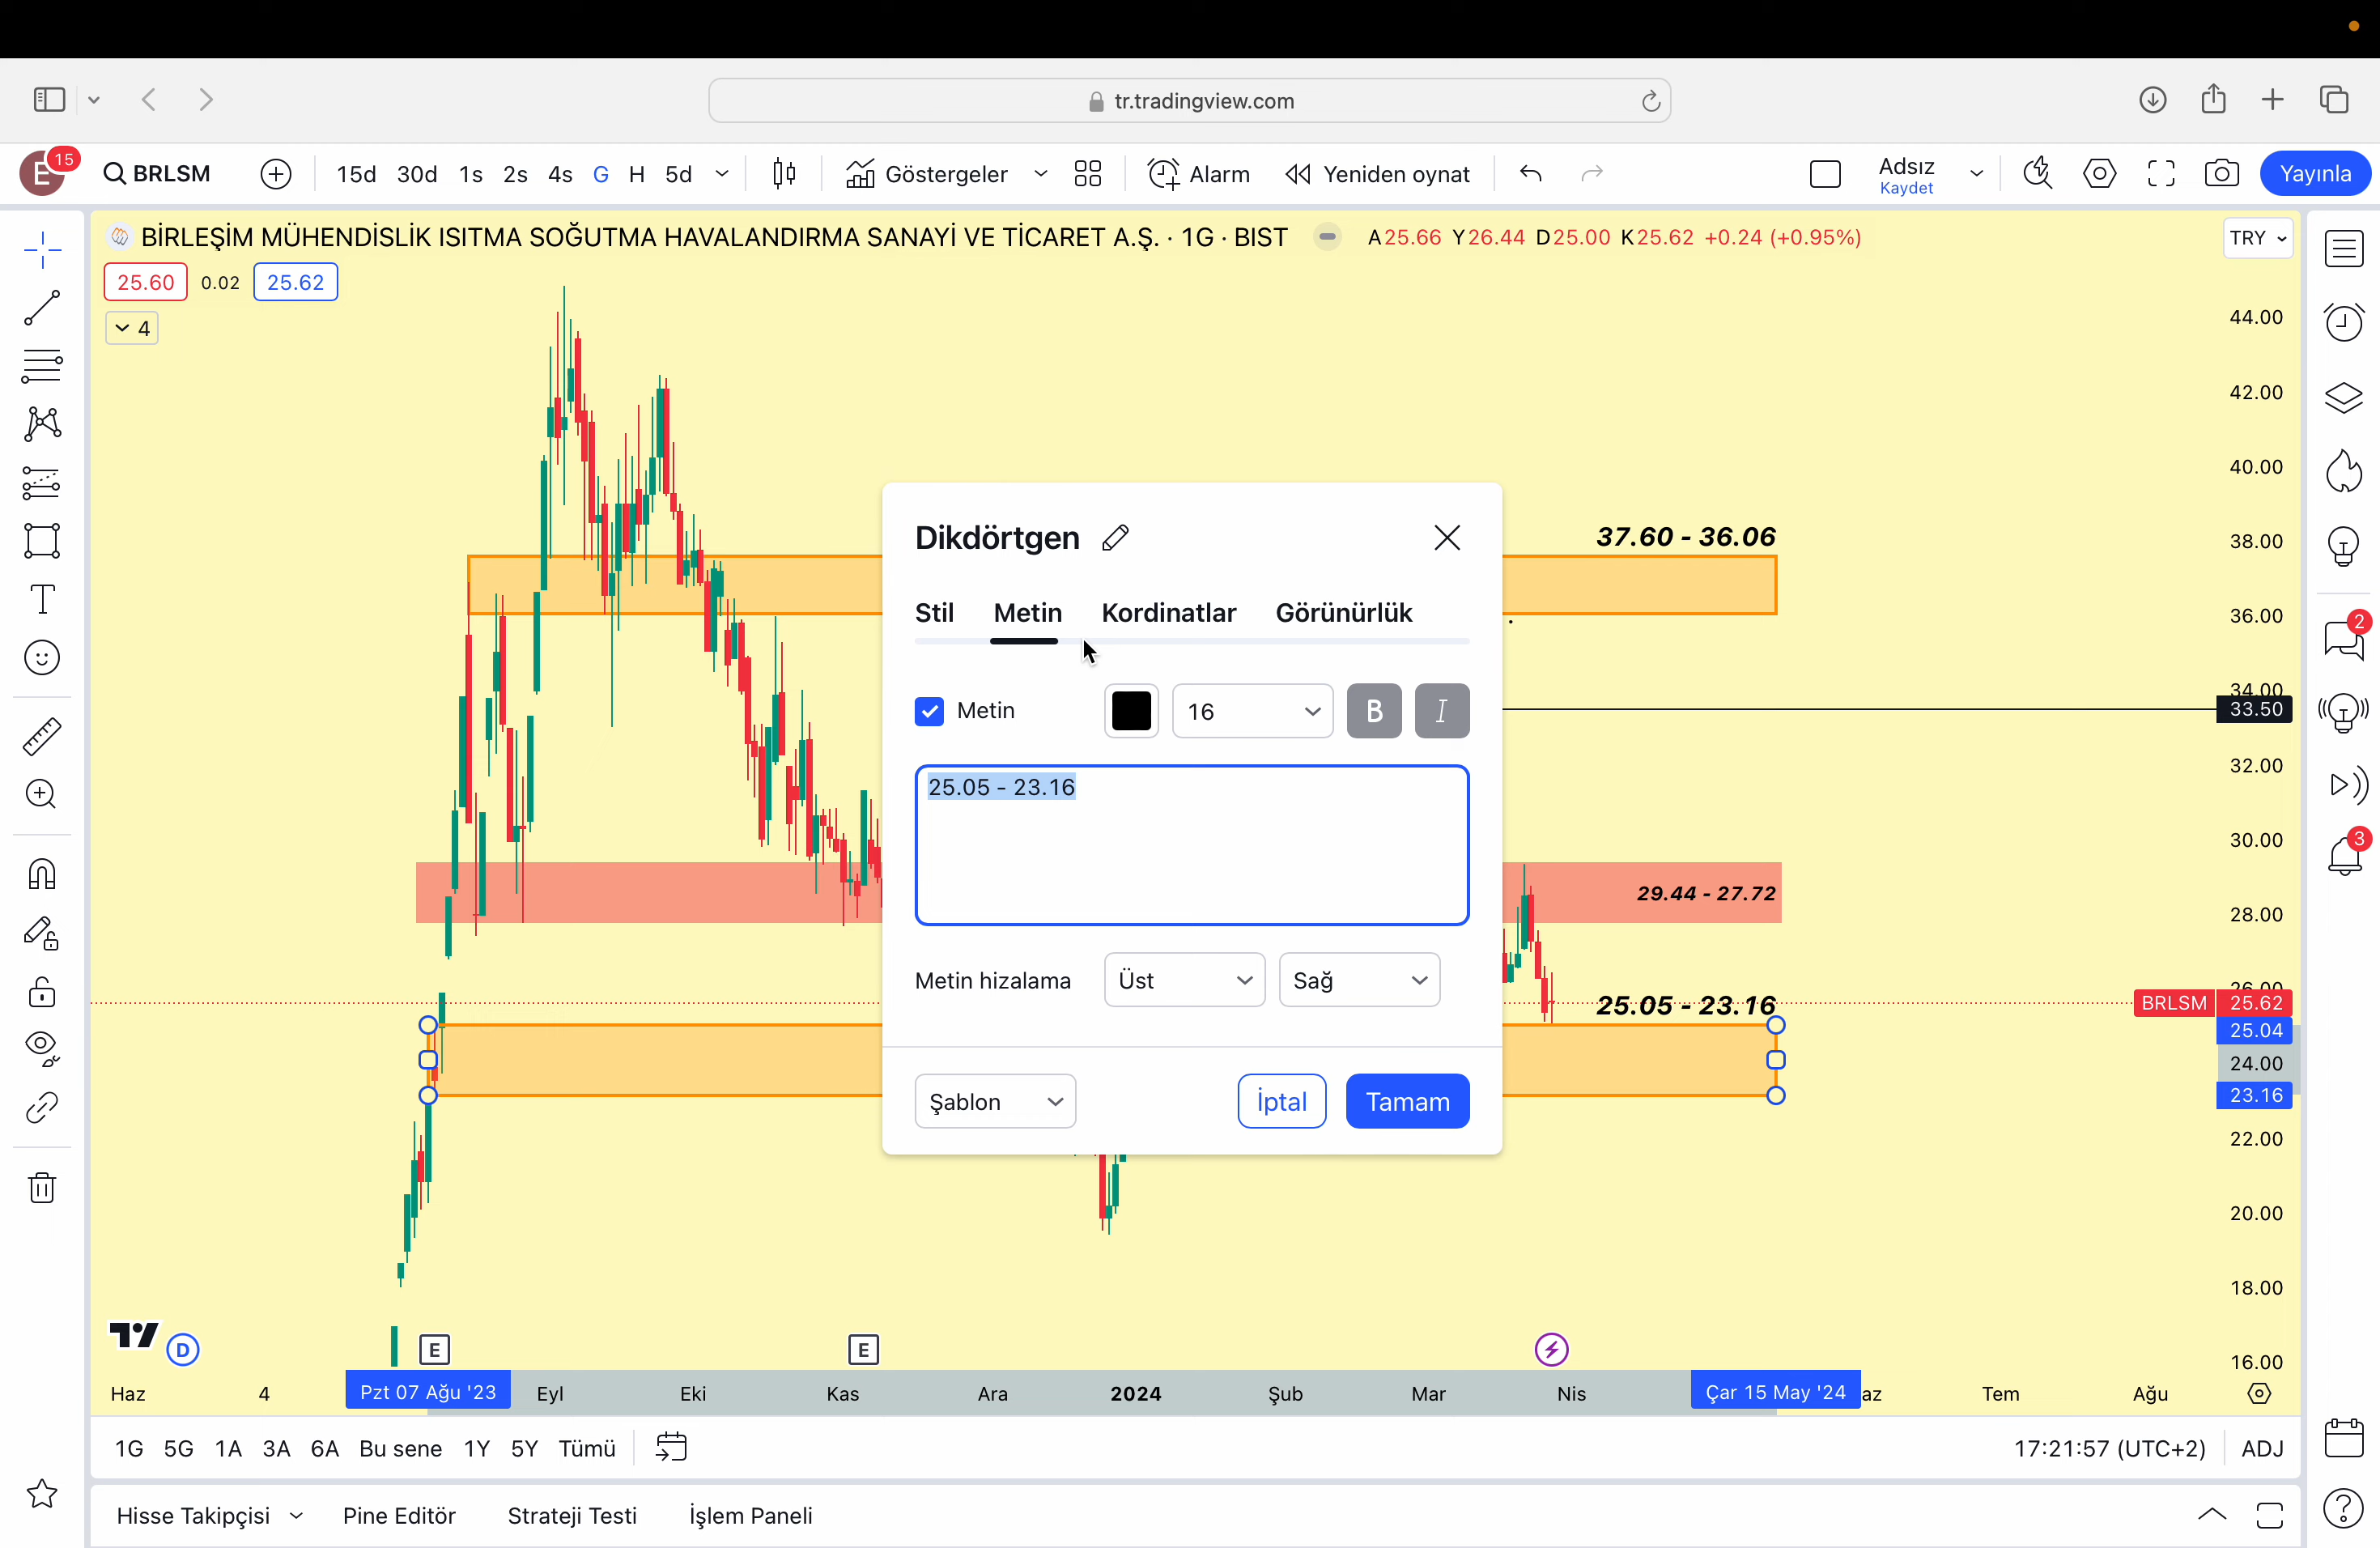 tr.tradingview.com
E 15 BRLSM 15d 30d 1s 2s 4s G H 5d Göstergeler Alarm Yeniden oynat Adsız Yayınla
Kaydet
BİRLEŞİM MÜHENDİSLİK ISITMA SOĞUTMA HAVALANDIRMA SANAYİ VE TİCARET A.Ş. · 1G · BIST A25.66 Y26.44 D25.00 K25.62 +0.24 (+0.95%) TRY
25.60 0.02 25.62
4
44.00
42.00
40.00
37.60 - 36.06
38.00
36.00
34.00
33.50
32.00
30.00
29.44 - 27.72
28.00
26.00
25.05 - 23.16
BRLSM 25.62
25.04
24.00
23.16
22.00
20.00
18.00
16.00
Dikdörtgen
Stil Metin Kordinatlar Görünürlük
Metin 16 B I
25.05 - 23.16
Metin hizalama Üst Sağ
Şablon İptal Tamam
2
3
D E E
Haz 4 Pzt 07 Ağu '23 Eyl Eki Kas Ara 2024 Şub Mar Nis Çar 15 May '24 az Tem Ağu
1G 5G 1A 3A 6A Bu sene 1Y 5Y Tümü 17:21:57 (UTC+2) ADJ
Hisse Takipçisi Pine Editör Strateji Testi İşlem Paneli